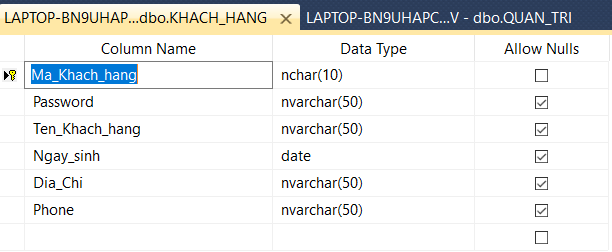 LAPTOP-BN9UHAP...dbo.KHACH_HANG LAPTOP-BN9UHAPC...V - dbo.QUAN_TRI
Column Name Data Type Allow Nulls
Ma_Khach_hang nchar(10)
Password nvarchar(50)
Ten_Khach_hang nvarchar(50)
Ngay_sinh date
Dia_Chi nvarchar(50)
Phone nvarchar(50)